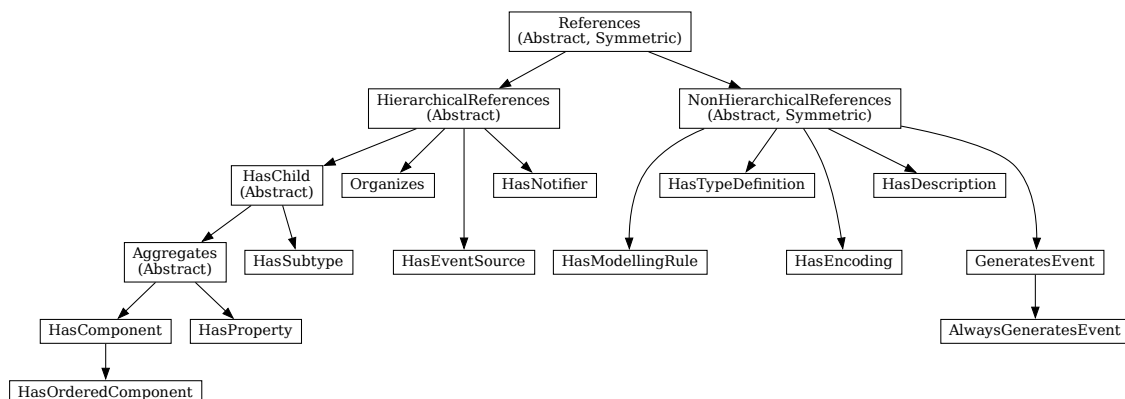 References
(Abstract, Symmetric)
HierarchicalReferences
(Abstract)
NonHierarchicalReferences
(Abstract, Symmetric)
HasChild
(Abstract)
Organizes
HasNotifier
HasTypeDefinition
HasDescription
Aggregates
(Abstract)
HasSubtype
HasEventSource
HasModellingRule
HasEncoding
GeneratesEvent
HasComponent
HasProperty
AlwaysGeneratesEvent
HasOrderedComponent